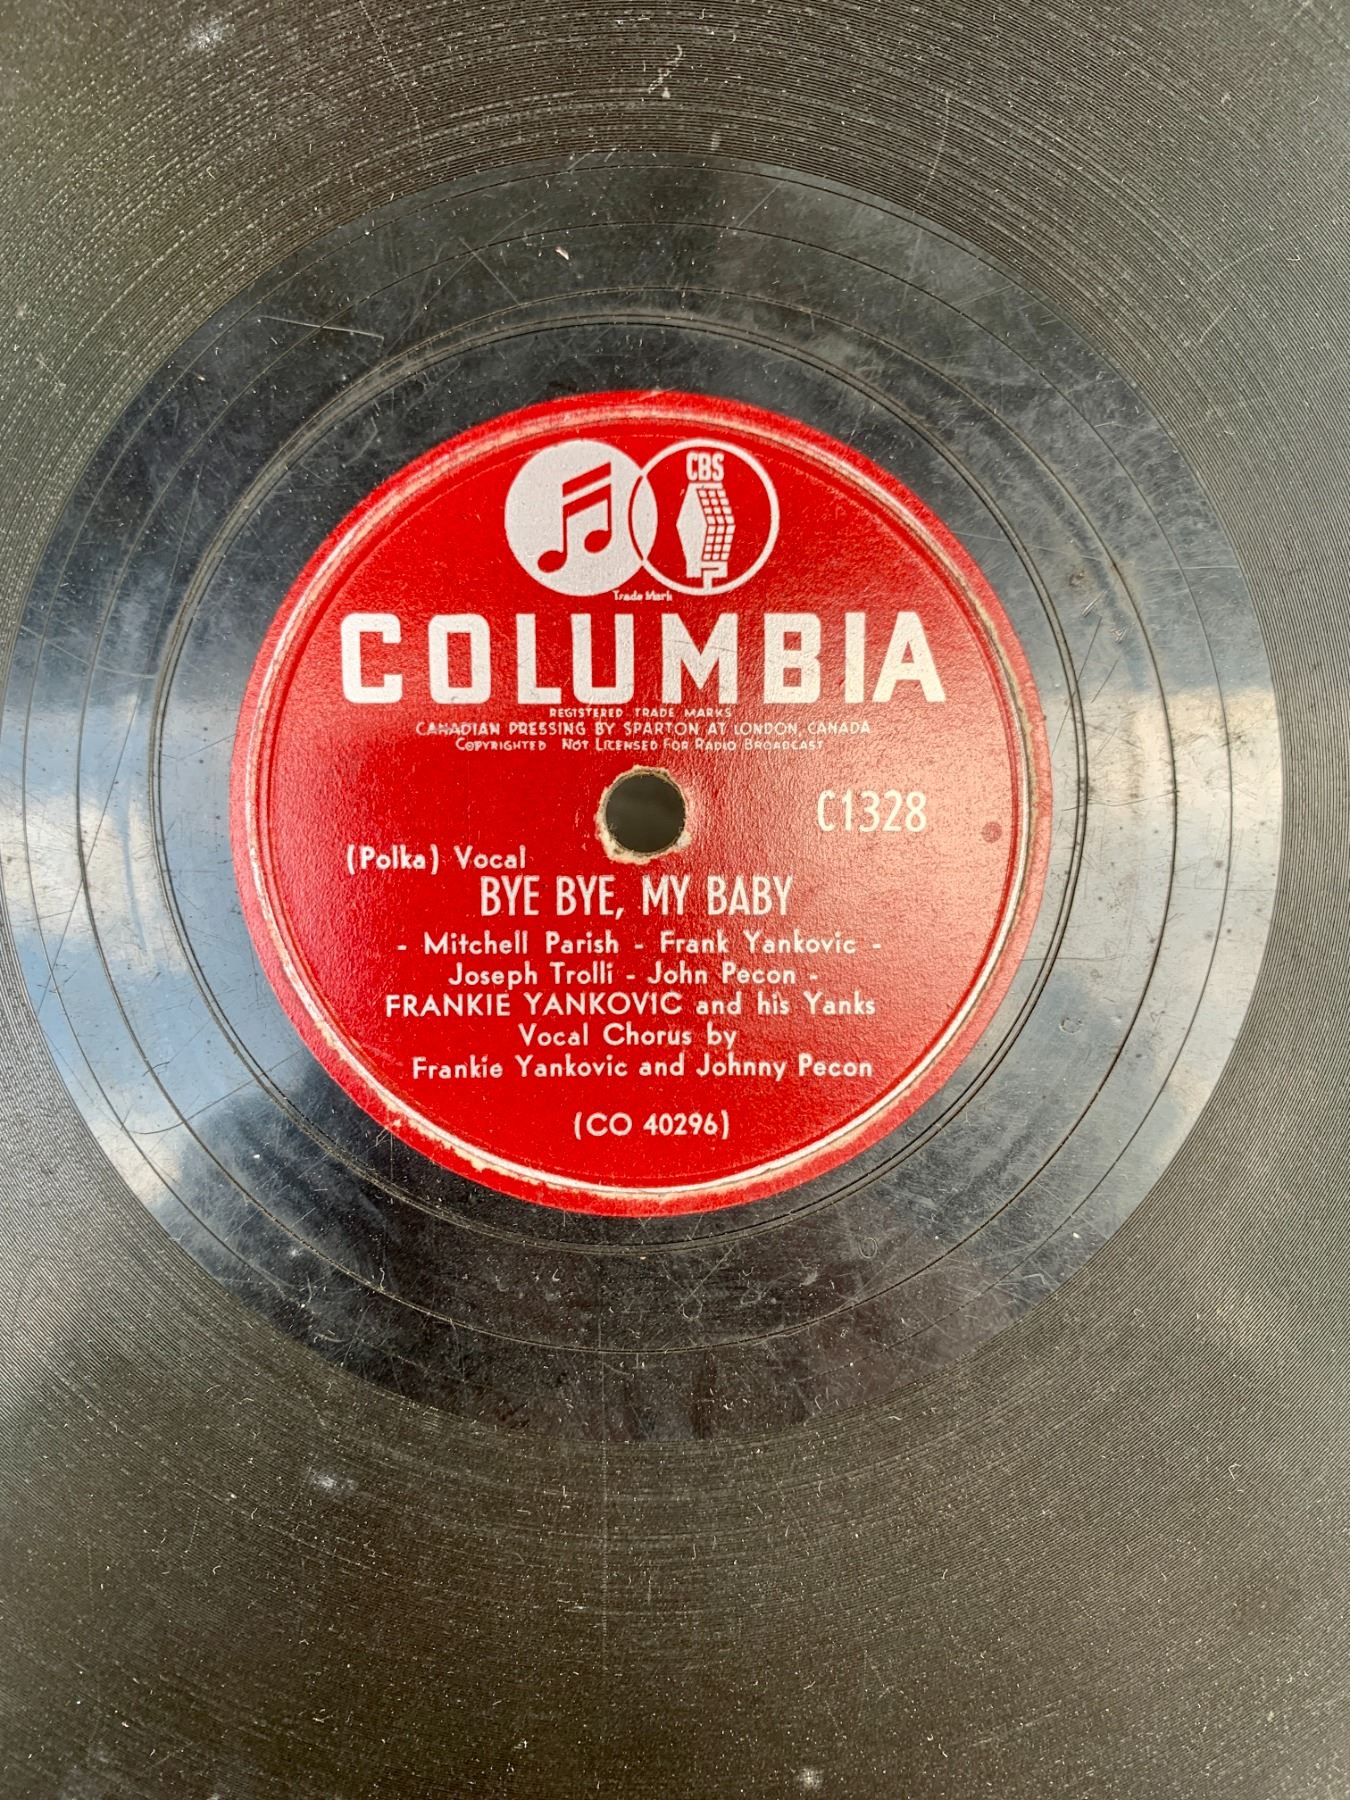 CBS
Trade Mark
COLUMBIA
REGISTERED TRADE MARKS
CANADIAN PRESSING BY SPARTON AT LONDON, CANADA
COPYRIGHTED NOT LICENSED FOR RADIO BROADCAST
C1328
(Polka) Vocal
BYE BYE, MY BABY
- Mitchell Parish - Frank Yankovic -
Joseph Trolli - John Pecon -
FRANKIE YANKOVIC and his Yanks
Vocal Chorus by
Frankie Yankovic and Johnny Pecon
(CO 40296)